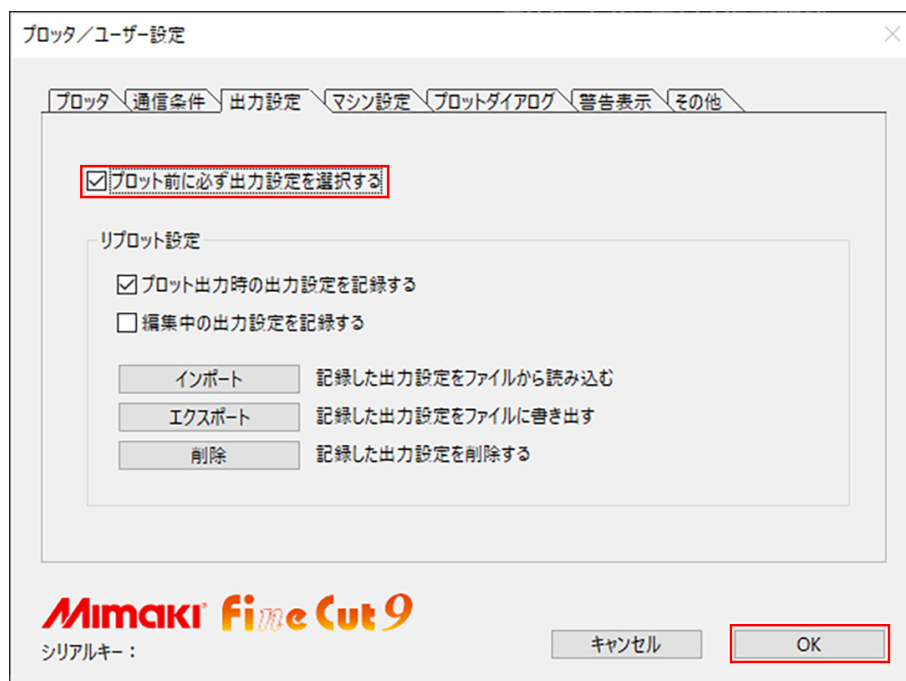 プロッタ／ユーザー設定
プロッタ 通信条件 出力設定 マシン設定 プロットダイアログ 警告表示 その他
プロット前に必ず出力設定を選択する
リプロット設定
プロット出力時の出力設定を記録する
編集中の出力設定を記録する
インポート 記録した出力設定をファイルから読み込む
エクスポート 記録した出力設定をファイルに書き出す
削除 記録した出力設定を削除する
Mimaki Fine Cut 9
シリアルキー：
キャンセル OK